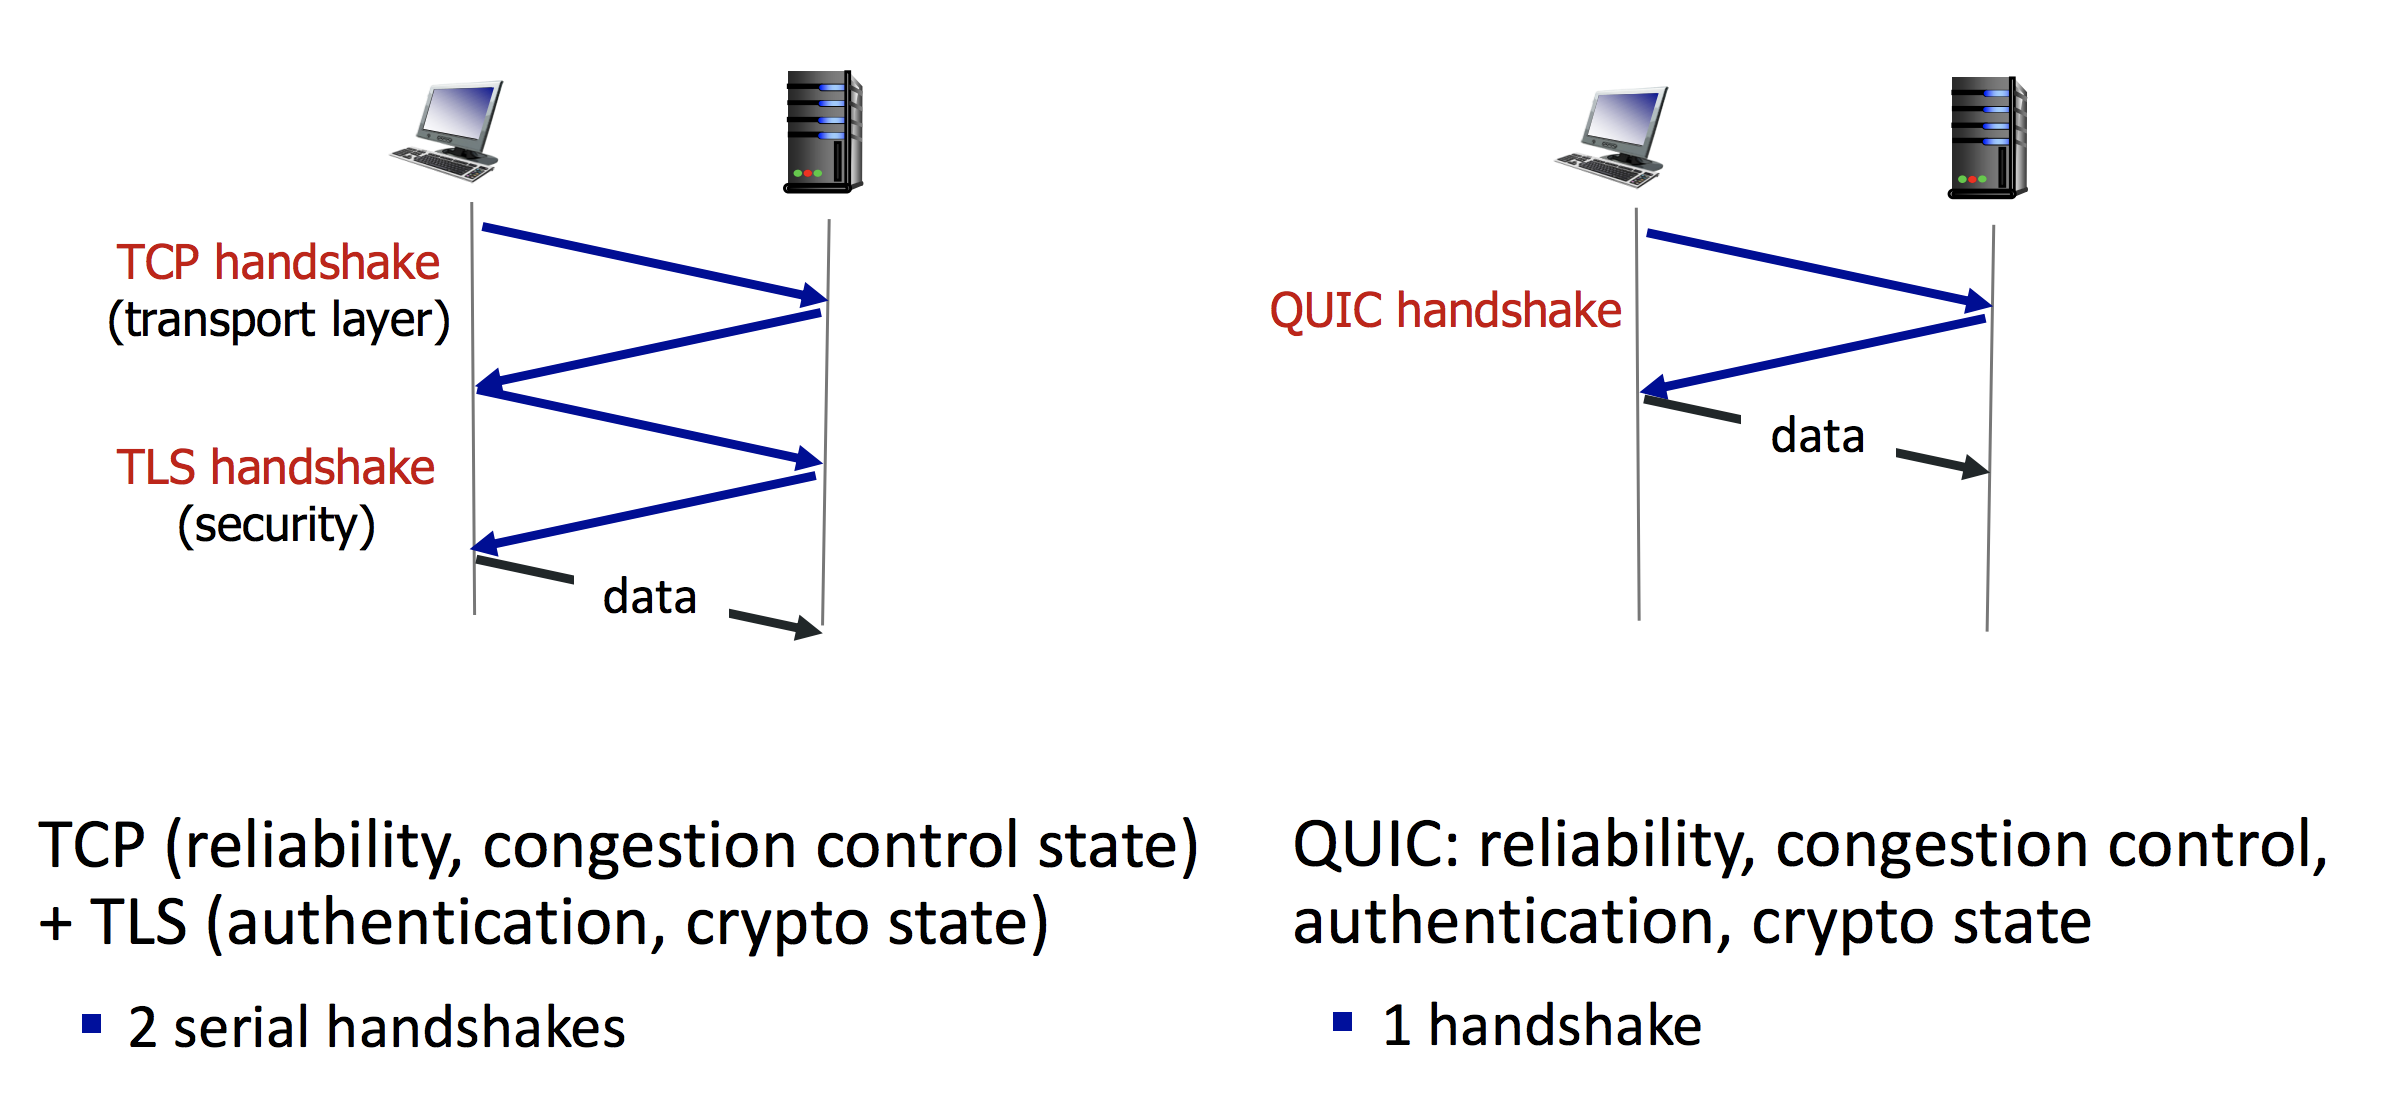 TCP handshake
(transport layer)
TLS handshake
(security)
data
QUIC handshake
data
TCP (reliability, congestion control state)
+ TLS (authentication, crypto state)
▪ 2 serial handshakes
QUIC: reliability, congestion control,
authentication, crypto state
▪ 1 handshake